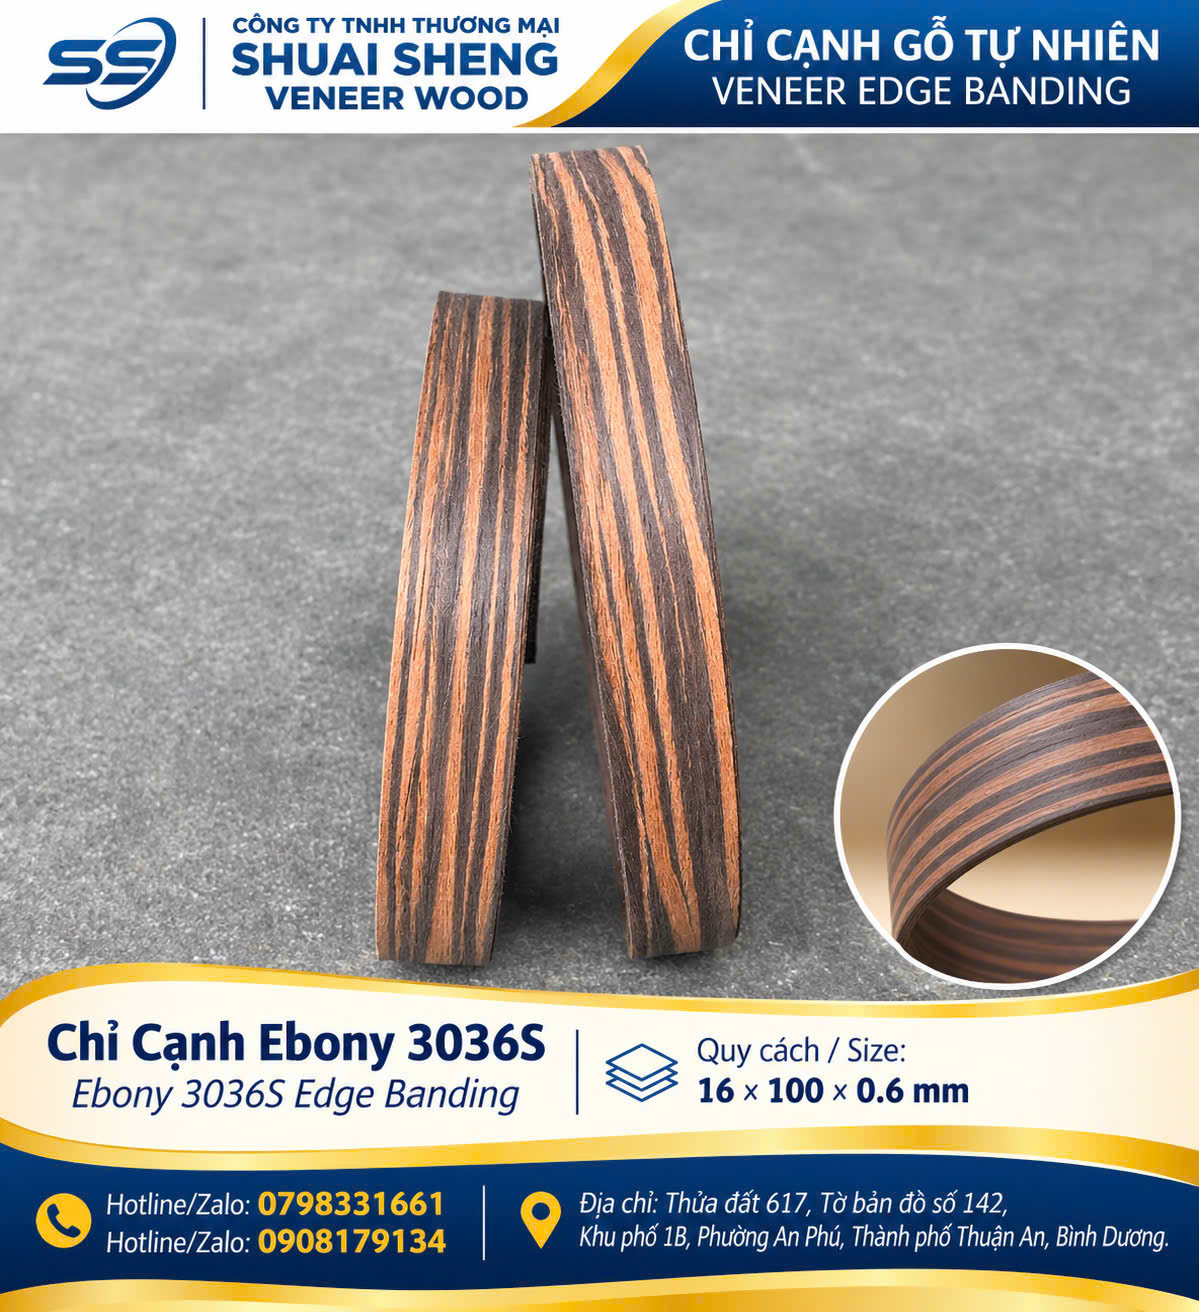 SS
CÔNG TY TNHH THƯƠNG MẠI
SHUAI SHENG
VENEER WOOD
CHỈ CẠNH GỖ TỰ NHIÊN
VENEER EDGE BANDING
Chỉ Cạnh Ebony 3036S
Ebony 3036S Edge Banding
Quy cách / Size:
16 × 100 × 0.6 mm
Hotline/Zalo: 0798331661
Hotline/Zalo: 0908179134
Địa chỉ: Thửa đất 617, Tờ bản đồ số 142,
Khu phố 1B, Phường An Phú, Thành phố Thuận An, Bình Dương.